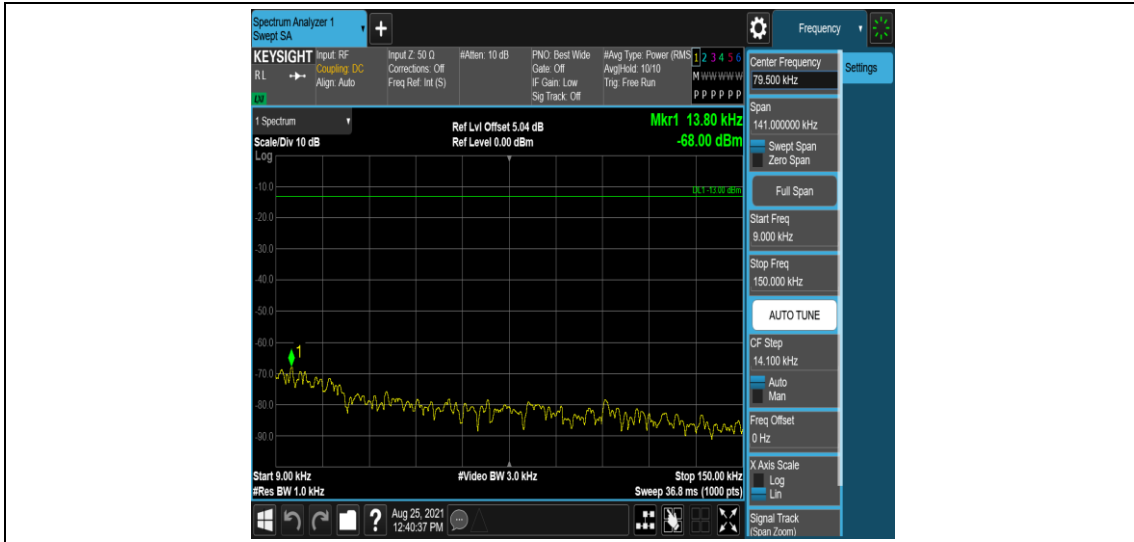 Spectrum Analyzer 1
Swept SA
+
Frequency
KEYSIGHT
RL
Input: RF
Coupling: DC
Align: Auto
Input Z: 50 Ω
Corrections: Off
Freq Ref: Int (S)
#Atten: 10 dB
PNO: Best Wide
Gate: Off
IF Gain: Low
Sig Track: Off
#Avg Type: Power (RMS
Avg|Hold: 10/10
Trig: Free Run
1 2 3 4 5 6
M W W W W W
P P P P P P
1 Spectrum
Scale/Div 10 dB
Log
Ref Lvl Offset 5.04 dB
Ref Level 0.00 dBm
Mkr1 13.80 kHz
-68.00 dBm
DL1 -13.00 dBm
-10.0
-20.0
-30.0
-40.0
-50.0
-60.0
-70.0
-80.0
-90.0
1
Start 9.00 kHz
#Res BW 1.0 kHz
#Video BW 3.0 kHz
Stop 150.00 kHz
Sweep 36.8 ms (1000 pts)
Aug 25, 2021
12:40:37 PM
?
Center Frequency
79.500 kHz
Span
141.000000 kHz
Swept Span
Zero Span
Full Span
Start Freq
9.000 kHz
Stop Freq
150.000 kHz
AUTO TUNE
CF Step
14.100 kHz
Auto
Man
Freq Offset
0 Hz
X Axis Scale
Log
Lin
Signal Track
(Span Zoom)
Settings